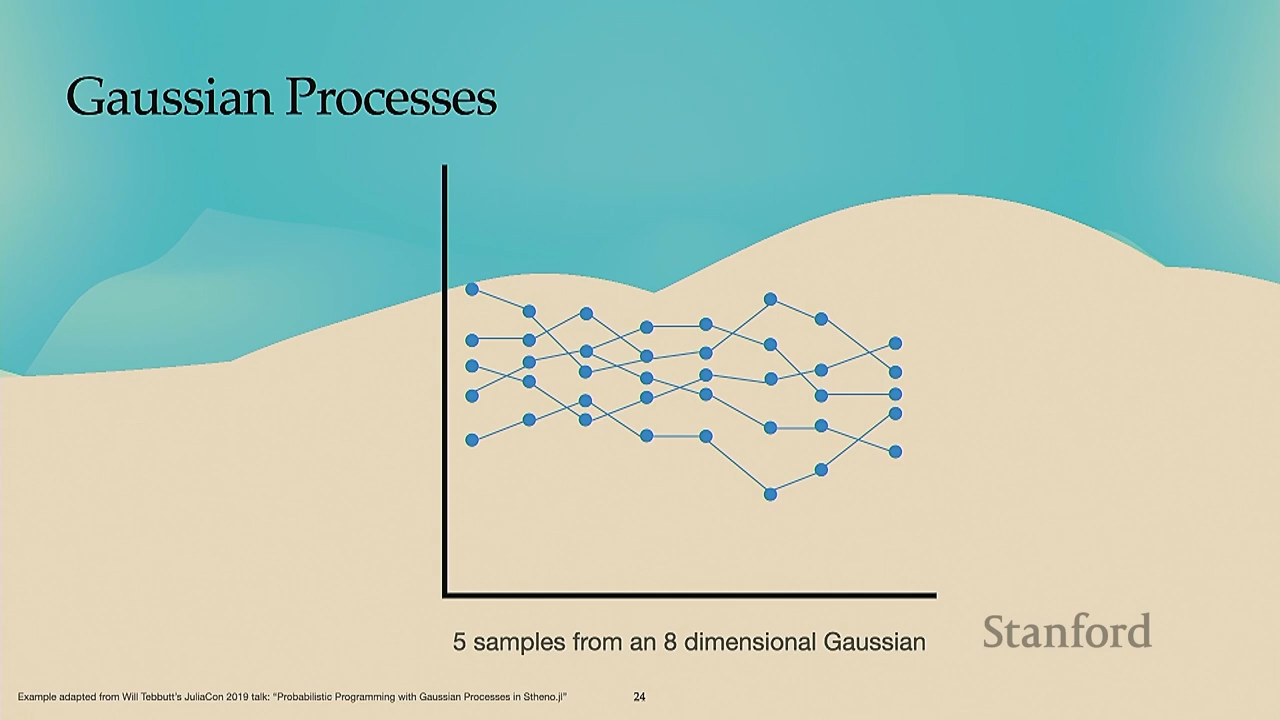 Gaussian Processes
5 samples from an 8 dimensional Gaussian
Stanford
Example adapted from Will Tebbutt's JuliaCon 2019 talk: "Probabilistic Programming with Gaussian Processes in Stheno.jl"
24